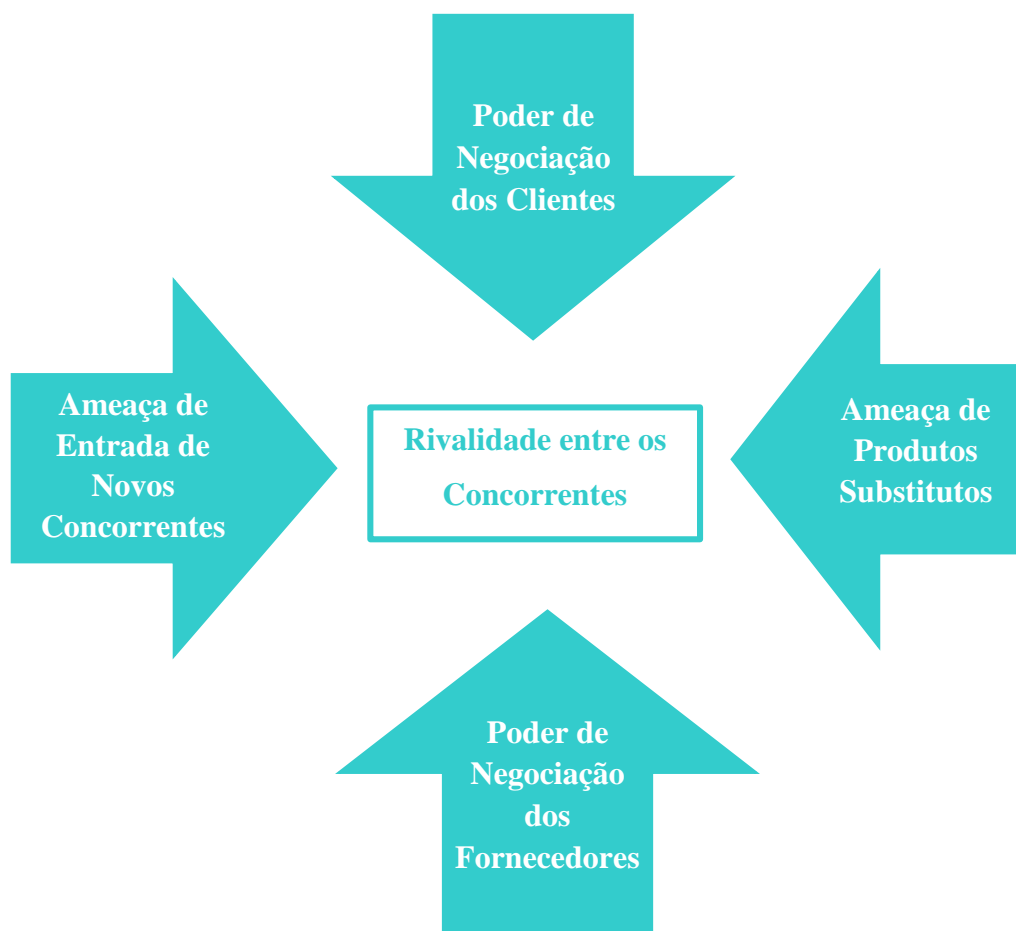 Poder de
Negociação
dos Clientes
Ameaça de
Entrada de
Novos
Concorrentes
Rivalidade entre os
Concorrentes
Ameaça de
Produtos
Substitutos
Poder de
Negociação
dos
Fornecedores